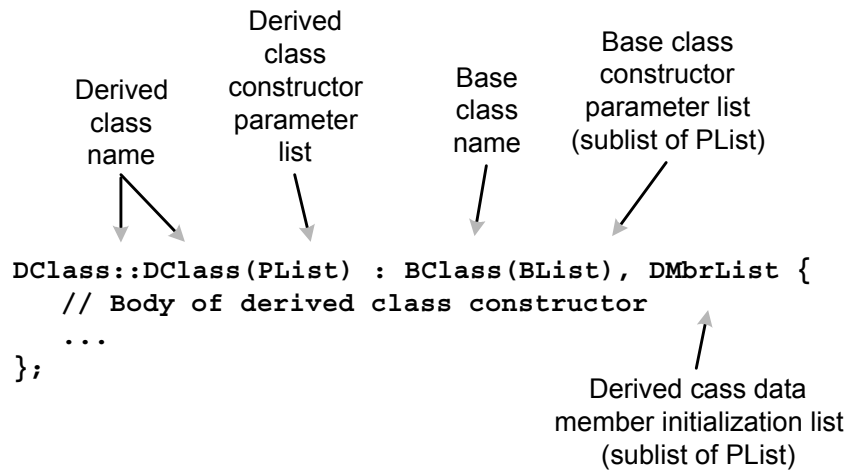 Derived
class
name
Derived
class
constructor
parameter
list
Base
class
name
Base class
constructor
parameter list
(sublist of PList)
DClass::DClass(PList) : BClass(BList), DMbrList {
// Body of derived class constructor
...
};
Derived cass data
member initialization list
(sublist of PList)